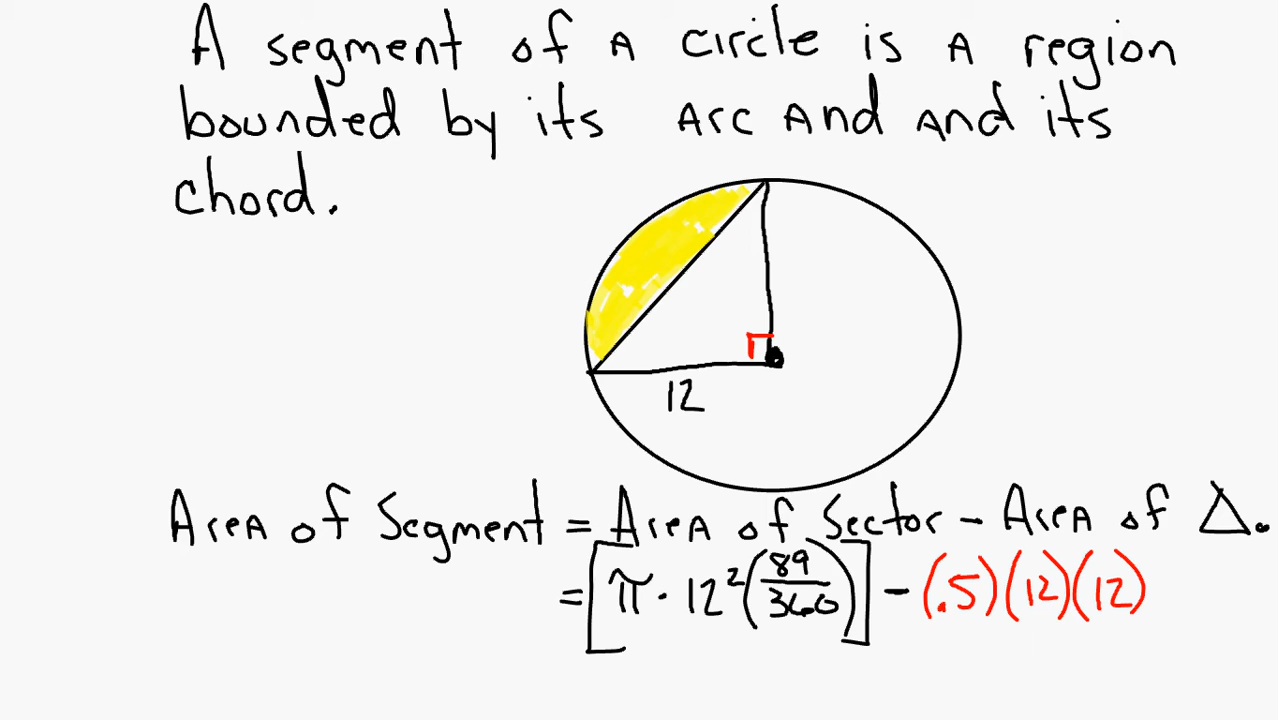 A segment of A circle is A region
bounded by its Arc And and its
chord.
12
Area of Segment = Area of Sector - Area of Δ.
= [π · 12² (89/360)] - (.5)(12)(12)